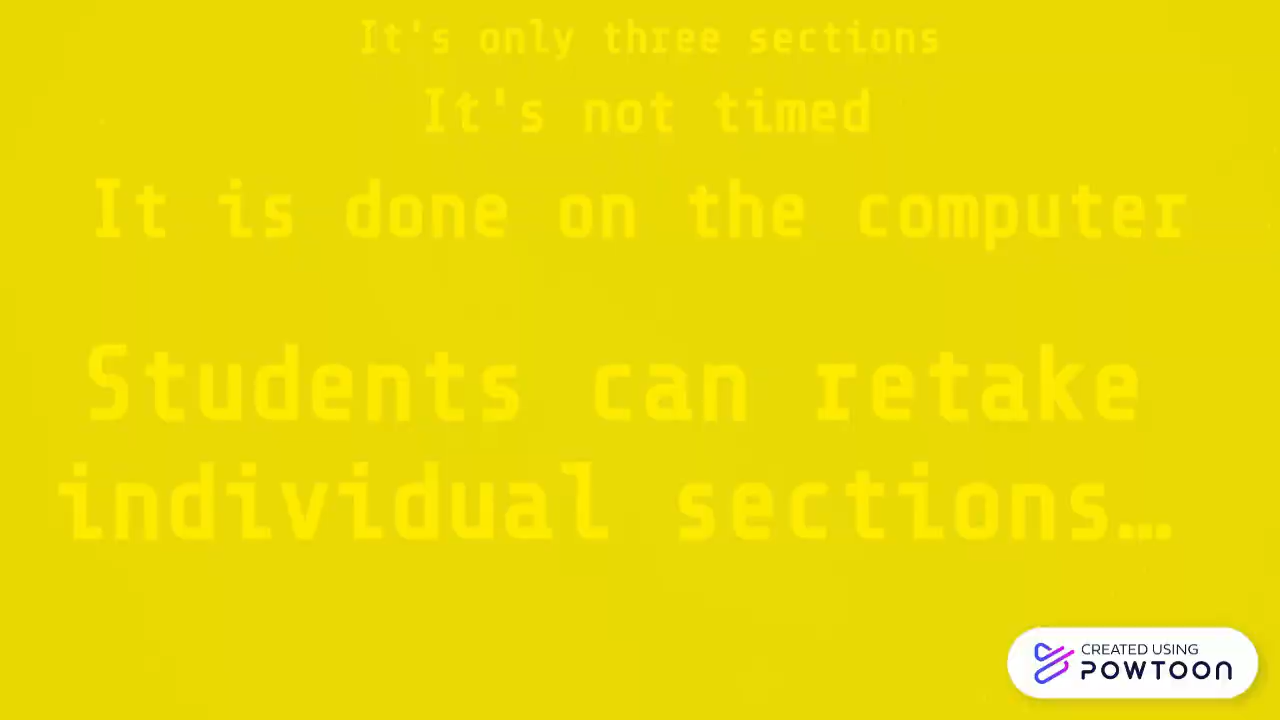 It's only three sections
It's not timed
It is done on the computer
Students can retake
individual sections…
CREATED USING
POWTOON